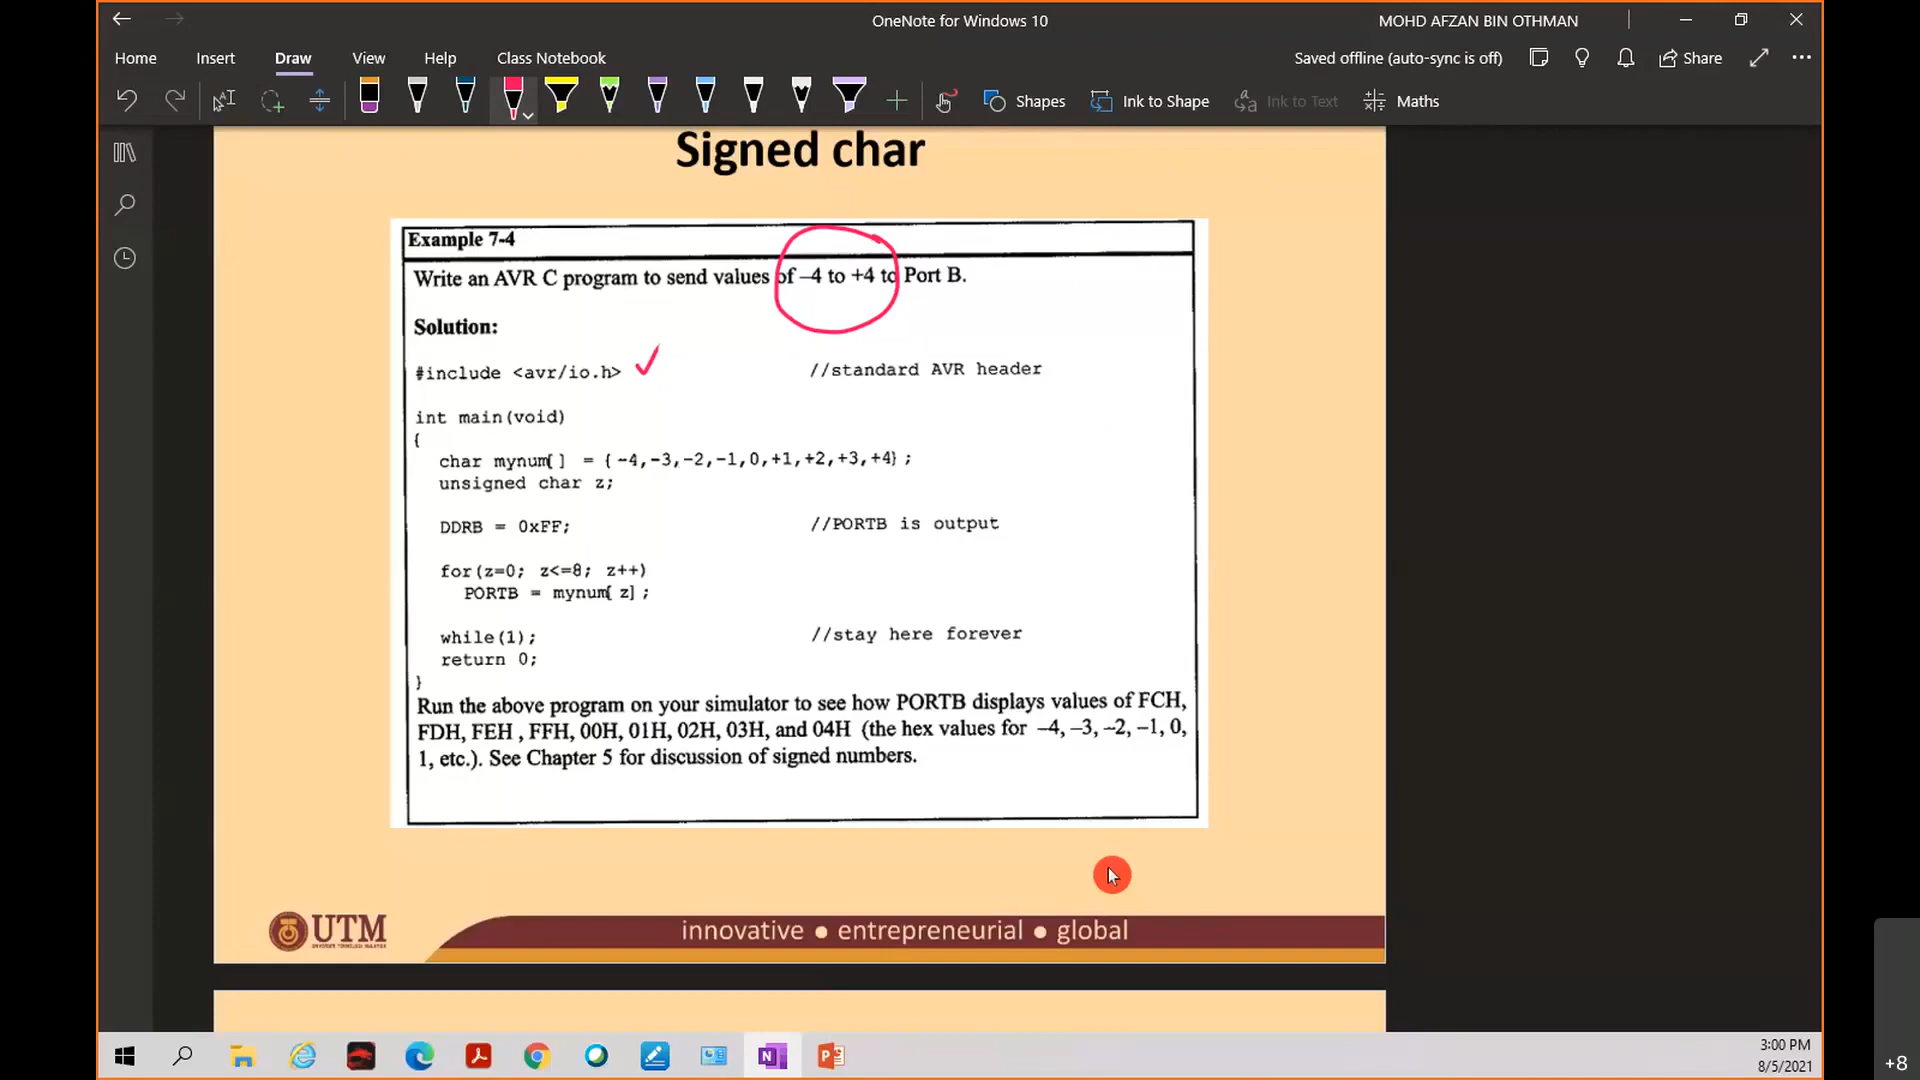 OneNote for Windows 10
MOHD AFZAN BIN OTHMAN
Home Insert Draw View Help Class Notebook
Saved offline (auto-sync is off) Share
Shapes Ink to Shape Ink to Text Maths
Signed char
Example 7-4
Write an AVR C program to send values of –4 to +4 to Port B.
Solution:
#include <avr/io.h> //standard AVR header
int main(void)
{
char mynum[] = {-4,-3,-2,-1,0,+1,+2,+3,+4};
unsigned char z;
DDRB = 0xFF; //PORTB is output
for(z=0; z<=8; z++)
PORTB = mynum[z];
while(1); //stay here forever
return 0;
}
Run the above program on your simulator to see how PORTB displays values of FCH,
FDH, FEH , FFH, 00H, 01H, 02H, 03H, and 04H (the hex values for –4, –3, –2, –1, 0,
1, etc.). See Chapter 5 for discussion of signed numbers.
UTM
innovative ● entrepreneurial ● global
3:00 PM
8/5/2021
+8